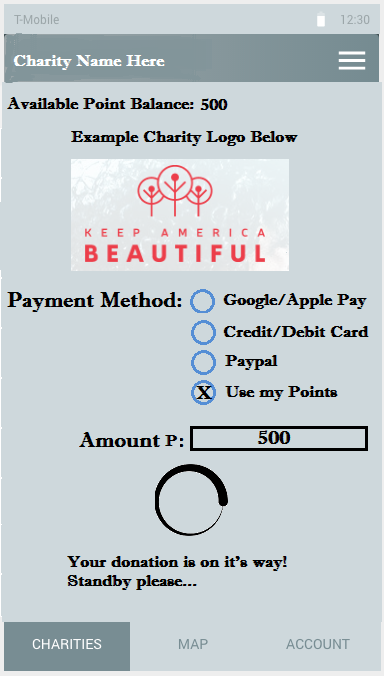 T-Mobile 12:30
Charity Name Here
Available Point Balance: 500
Example Charity Logo Below
KEEP AMERICA
BEAUTIFUL
Payment Method:
Google/Apple Pay
Credit/Debit Card
Paypal
X Use my Points
Amount P: 500
Your donation is on it's way!
Standby please...
CHARITIES MAP ACCOUNT